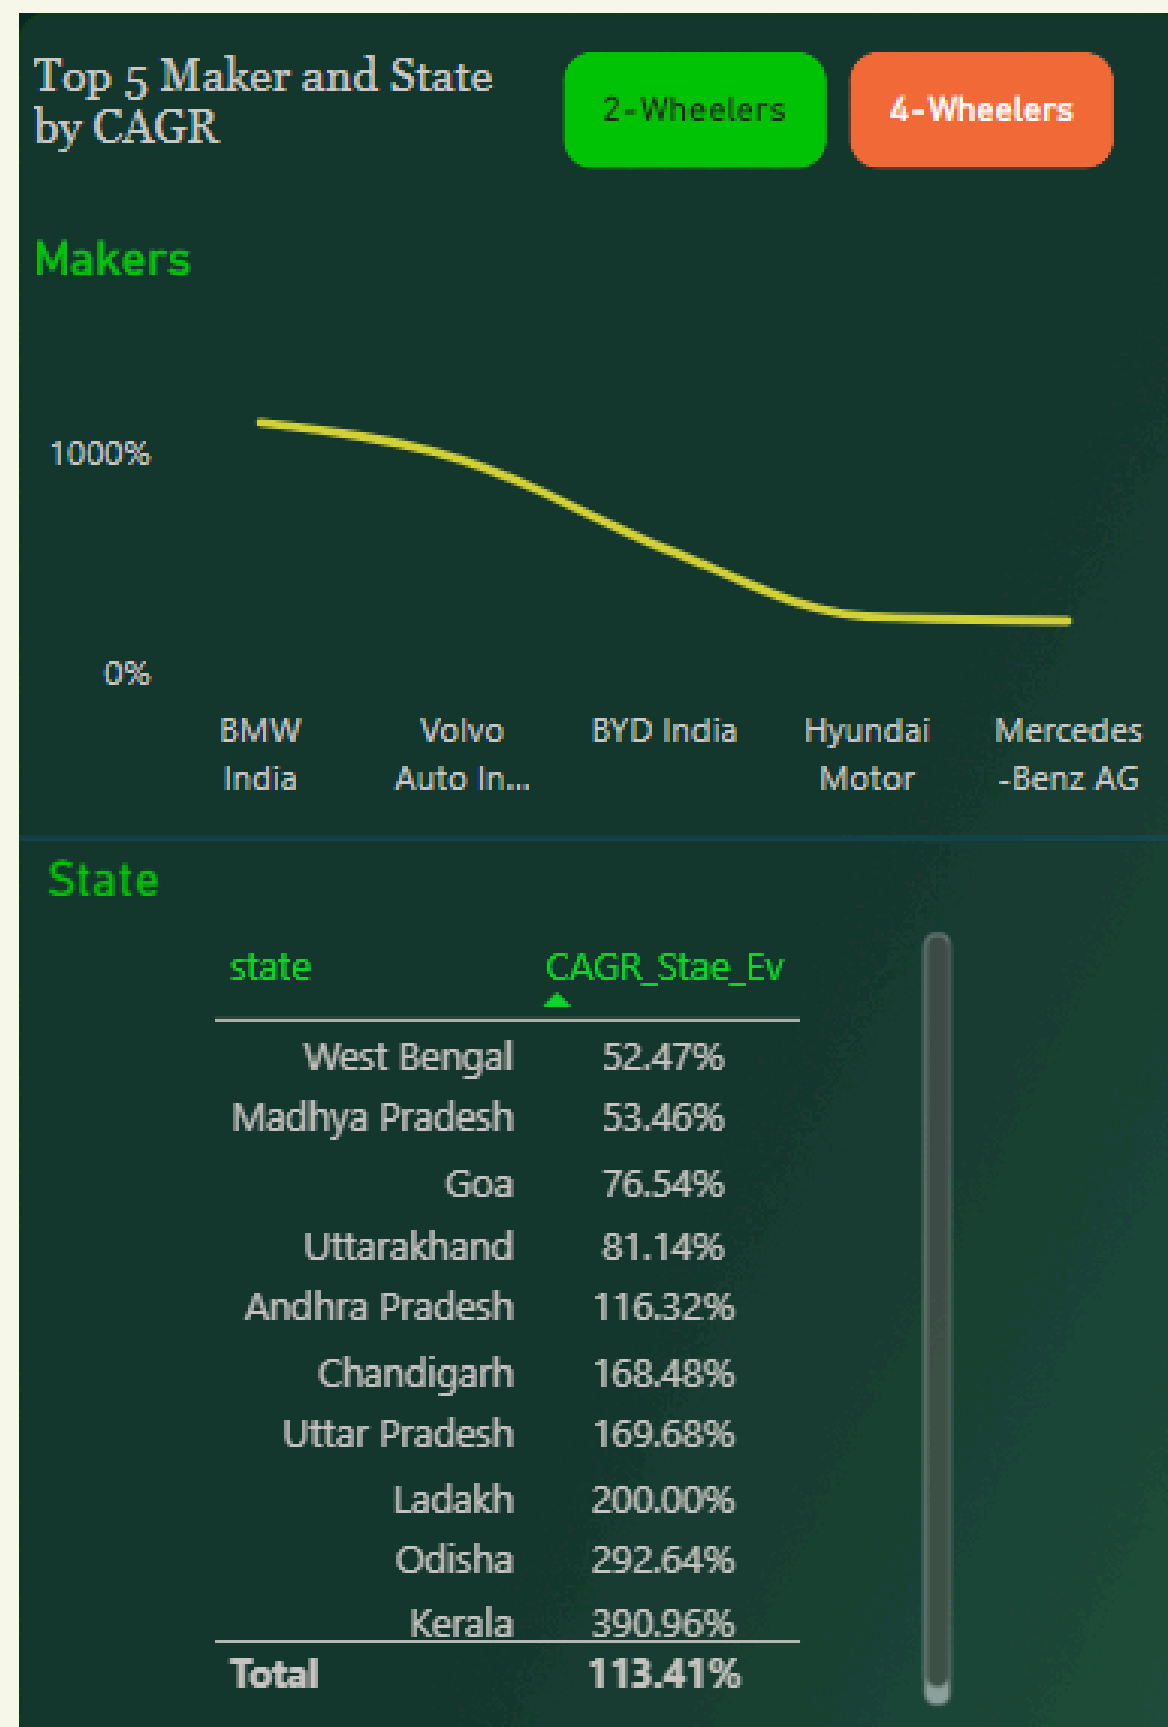 Top 5 Maker and State
by CAGR
2-Wheelers
4-Wheelers
Makers
1000%
0%
BMW
India
Volvo
Auto In...
BYD India
Hyundai
Motor
Mercedes
-Benz AG
State
state CAGR_Stae_Ev
West Bengal 52.47%
Madhya Pradesh 53.46%
Goa 76.54%
Uttarakhand 81.14%
Andhra Pradesh 116.32%
Chandigarh 168.48%
Uttar Pradesh 169.68%
Ladakh 200.00%
Odisha 292.64%
Kerala 390.96%
Total 113.41%